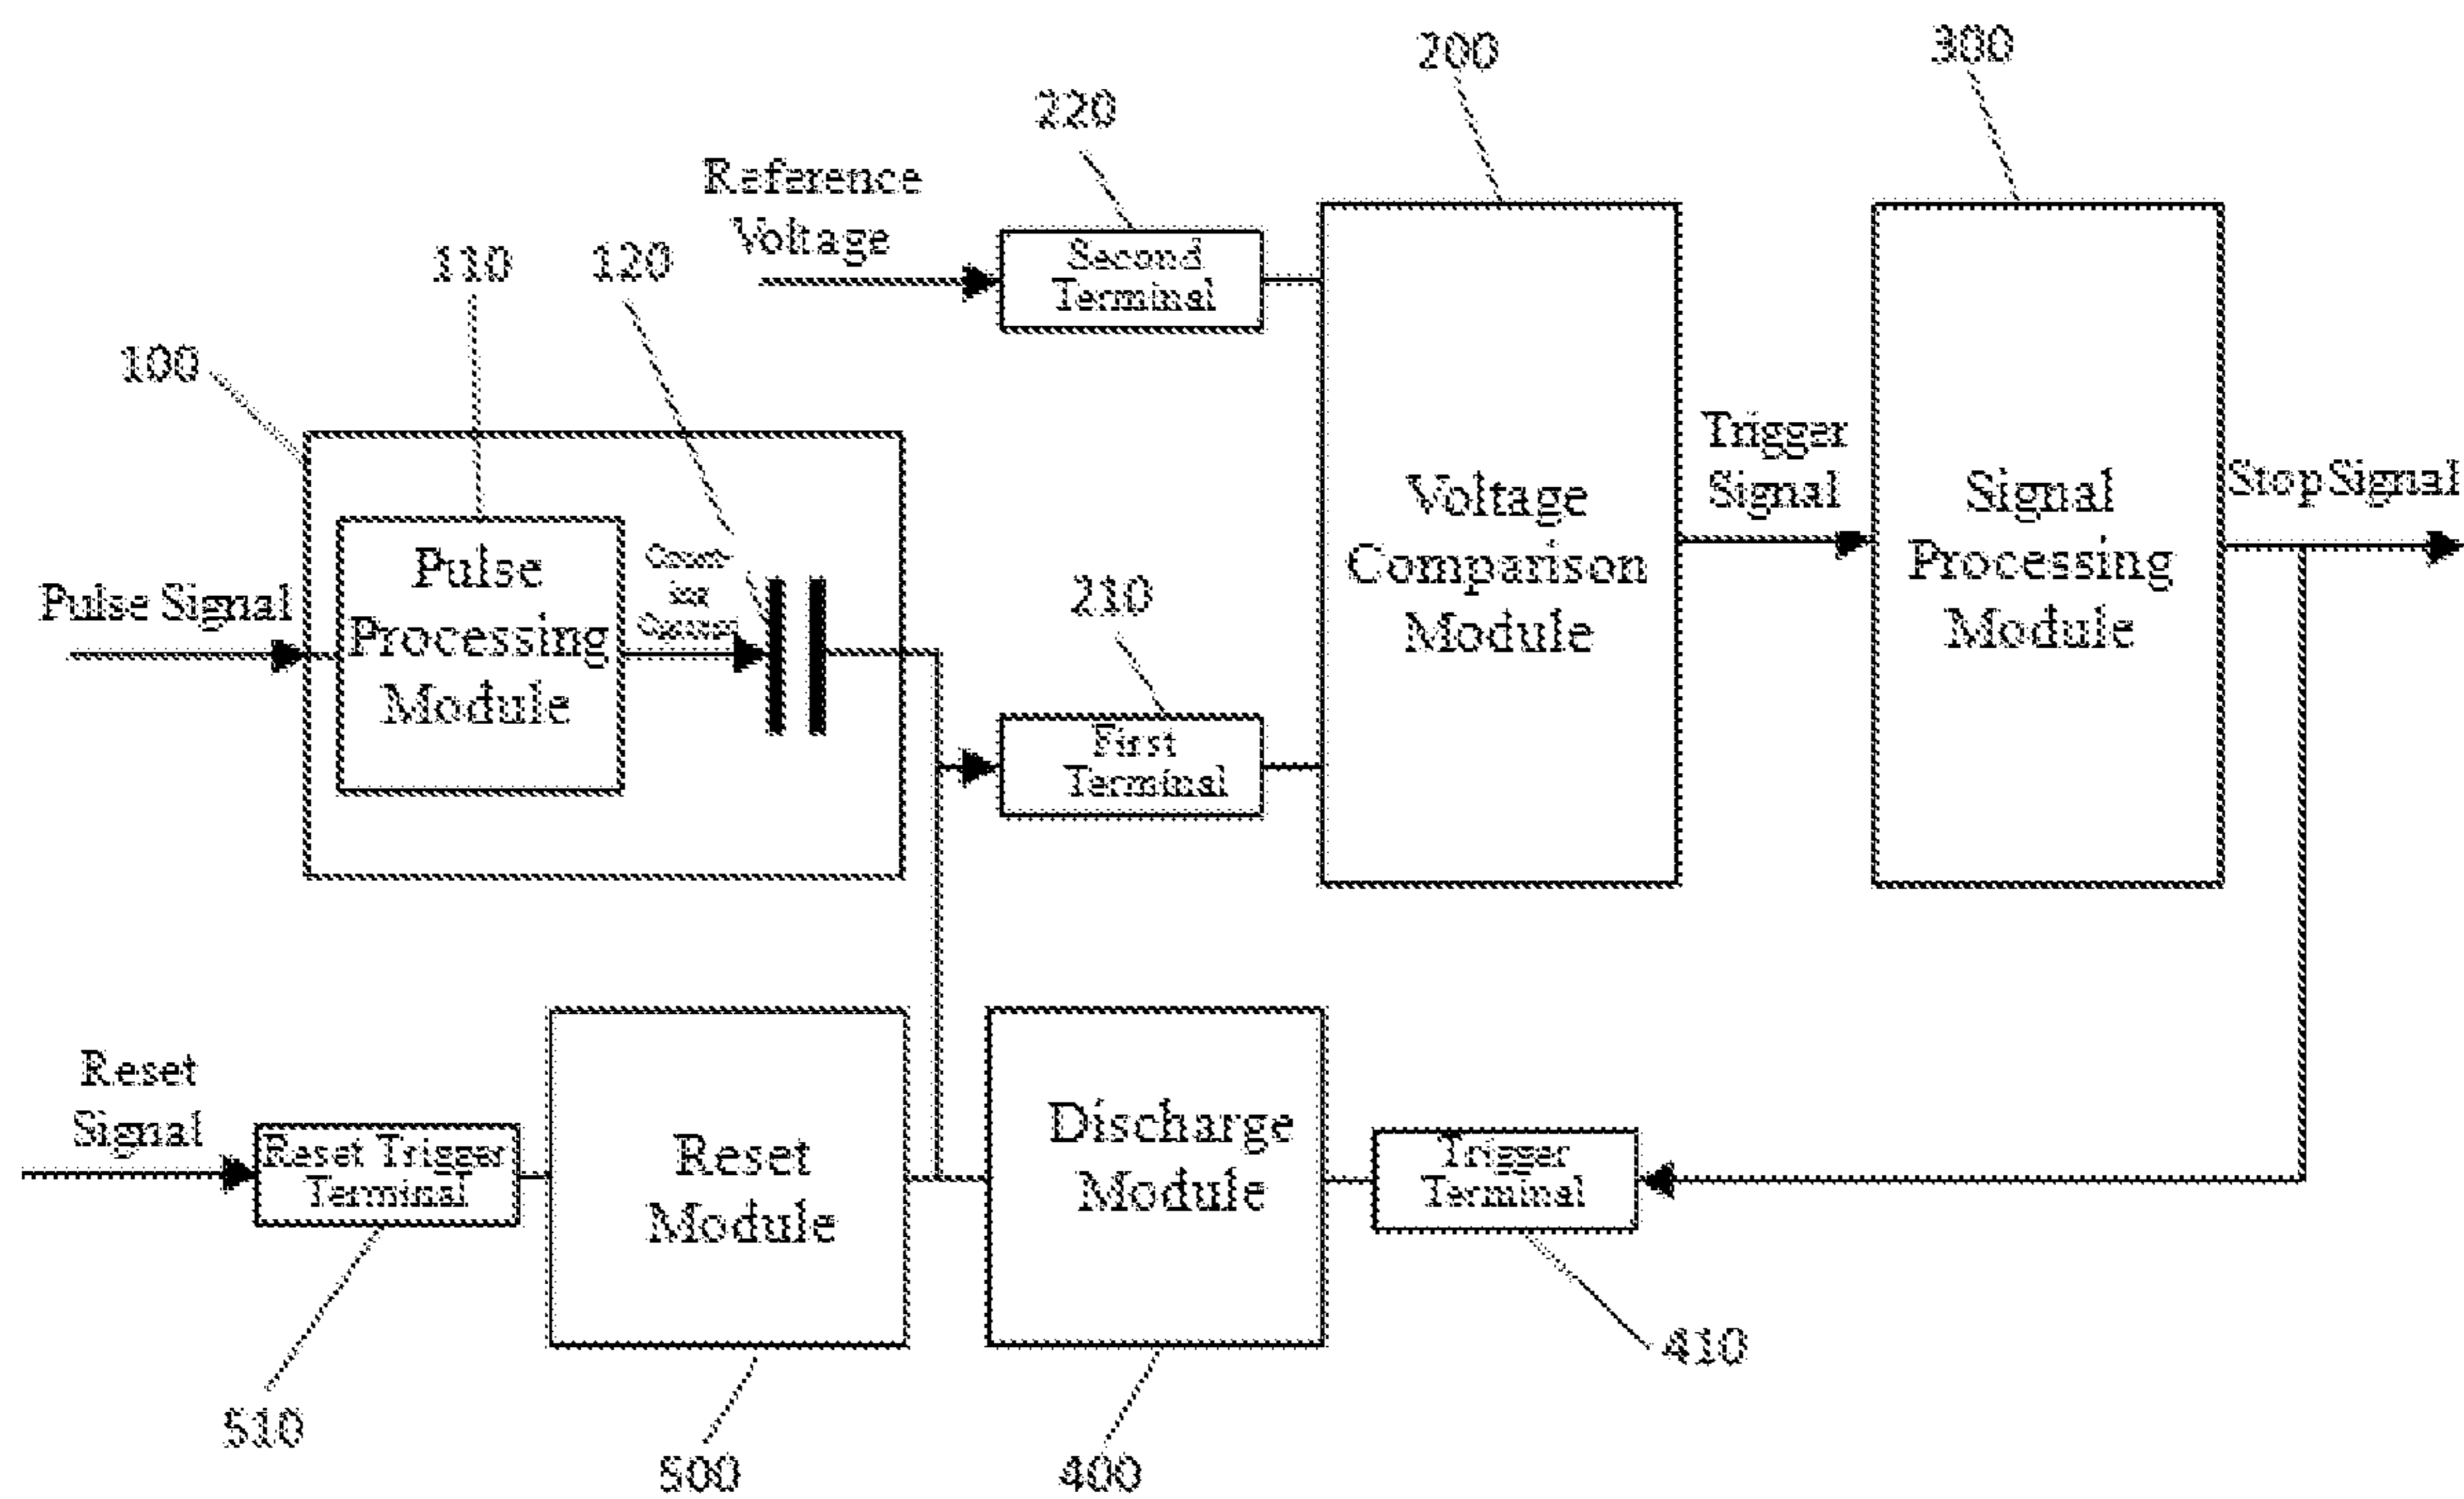 200
300
220
Reference
Voltage
110
120
Second
Terminal
100
Trigger
Signal
Stop Signal
Voltage
Comparison
Module
Signal
Processing
Module
Pulse Signal
Pulse
Processing
Module
Count-
ing
210
First
Terminal
Reset
Signal
Reset Trigger
Terminal
Reset
Module
Discharge
Module
Trigger
Terminal
410
510
500
400